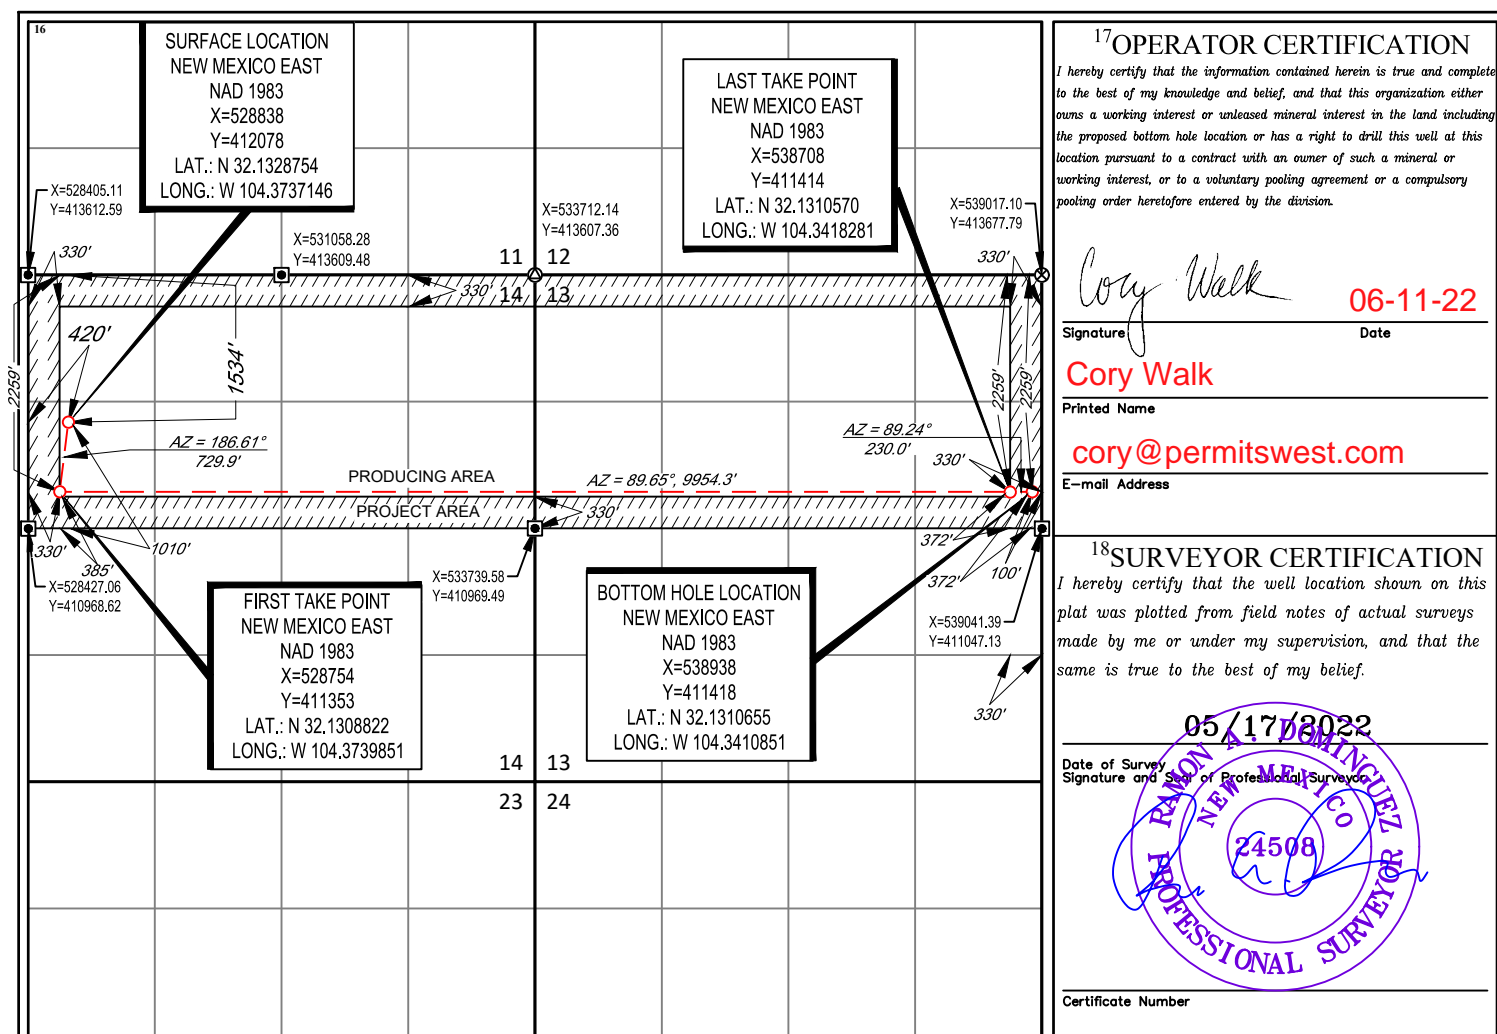 16
SURFACE LOCATION
NEW MEXICO EAST
NAD 1983
X=528838
Y=412078
LAT.: N 32.1328754
LONG.: W 104.3737146
LAST TAKE POINT
NEW MEXICO EAST
NAD 1983
X=538708
Y=411414
LAT.: N 32.1310570
LONG.: W 104.3418281
X=528405.11
Y=413612.59
X=531058.28
Y=413609.48
X=533712.14
Y=413607.36
X=539017.10
Y=413677.79
11 12
14 13
330'
330'
330'
420'
1534'
2259'
2259'
2259'
AZ = 186.61°
729.9'
AZ = 89.24°
230.0'
330'
PRODUCING AREA
AZ = 89.65°, 9954.3'
PROJECT AREA
330'
330'
385'
1010'
372'
372'
100'
X=528427.06
Y=410968.62
X=533739.58
Y=410969.49
X=539041.39
Y=411047.13
330'
FIRST TAKE POINT
NEW MEXICO EAST
NAD 1983
X=528754
Y=411353
LAT.: N 32.1308822
LONG.: W 104.3739851
BOTTOM HOLE LOCATION
NEW MEXICO EAST
NAD 1983
X=538938
Y=411418
LAT.: N 32.1310655
LONG.: W 104.3410851
14 13
23 24
17 OPERATOR CERTIFICATION
I hereby certify that the information contained herein is true and complete
to the best of my knowledge and belief, and that this organization either
owns a working interest or unleased mineral interest in the land including
the proposed bottom hole location or has a right to drill this well at this
location pursuant to a contract with an owner of such a mineral or
working interest, or to a voluntary pooling agreement or a compulsory
pooling order heretofore entered by the division.
Cory Walk
06-11-22
Signature Date
Cory Walk
Printed Name
cory@permitswest.com
E-mail Address
18 SURVEYOR CERTIFICATION
I hereby certify that the well location shown on this
plat was plotted from field notes of actual surveys
made by me or under my supervision, and that the
same is true to the best of my belief.
05/17/2022
Date of Survey
Signature and Seal of Professional Surveyor
RAMON A. DOMINGUEZ
NEW MEXICO
24508
PROFESSIONAL SURVEYOR
Certificate Number